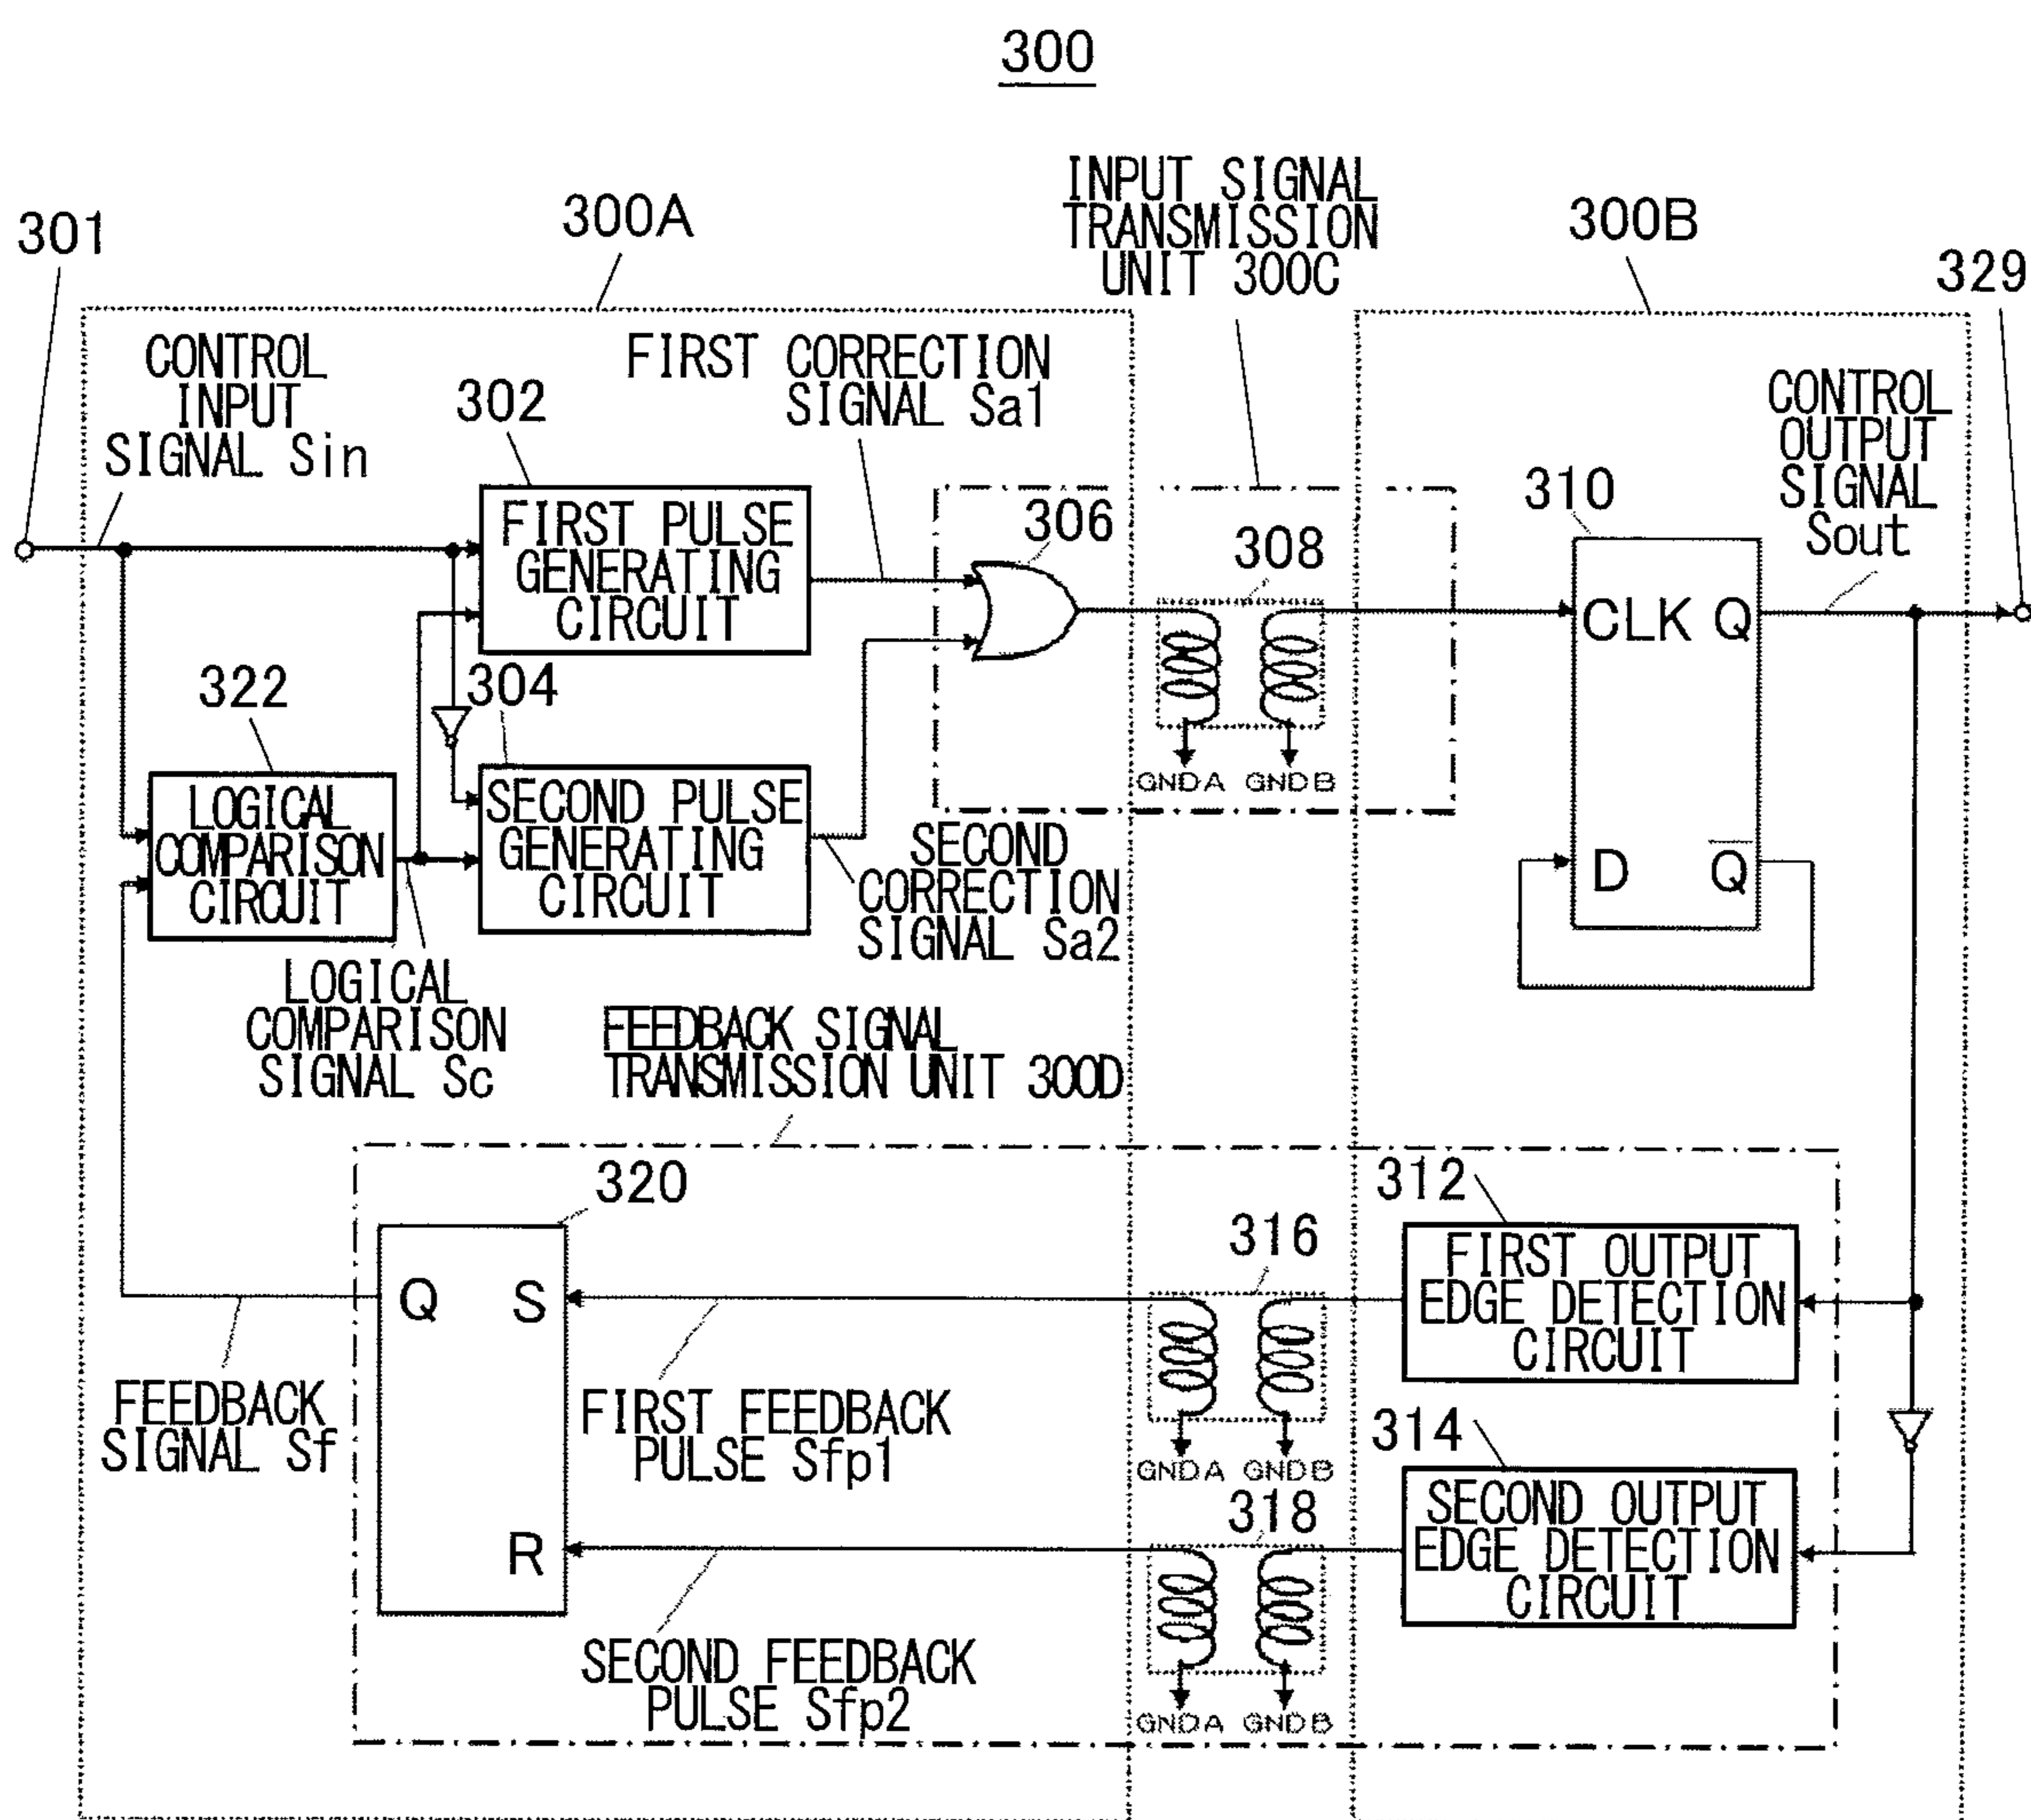 300
INPUT SIGNAL
TRANSMISSION
UNIT 300C
300A
300B
301
329
CONTROL
INPUT
SIGNAL Sin
FIRST CORRECTION
SIGNAL Sa1
CONTROL
OUTPUT
SIGNAL
Sout
302
FIRST PULSE
GENERATING
CIRCUIT
306
308
310
CLK Q
D Q
GNDA GNDB
322
304
LOGICAL
COMPARISON
CIRCUIT
SECOND PULSE
GENERATING
CIRCUIT
SECOND
CORRECTION
SIGNAL Sa2
LOGICAL
COMPARISON
SIGNAL Sc
FEEDBACK SIGNAL
TRANSMISSION UNIT 300D
320
Q S
R
316
312
FIRST OUTPUT
EDGE DETECTION
CIRCUIT
FEEDBACK
SIGNAL Sf
FIRST FEEDBACK
PULSE Sfp1
GNDA GNDB
314
318
SECOND OUTPUT
EDGE DETECTION
CIRCUIT
SECOND FEEDBACK
PULSE Sfp2
GNDA GNDB